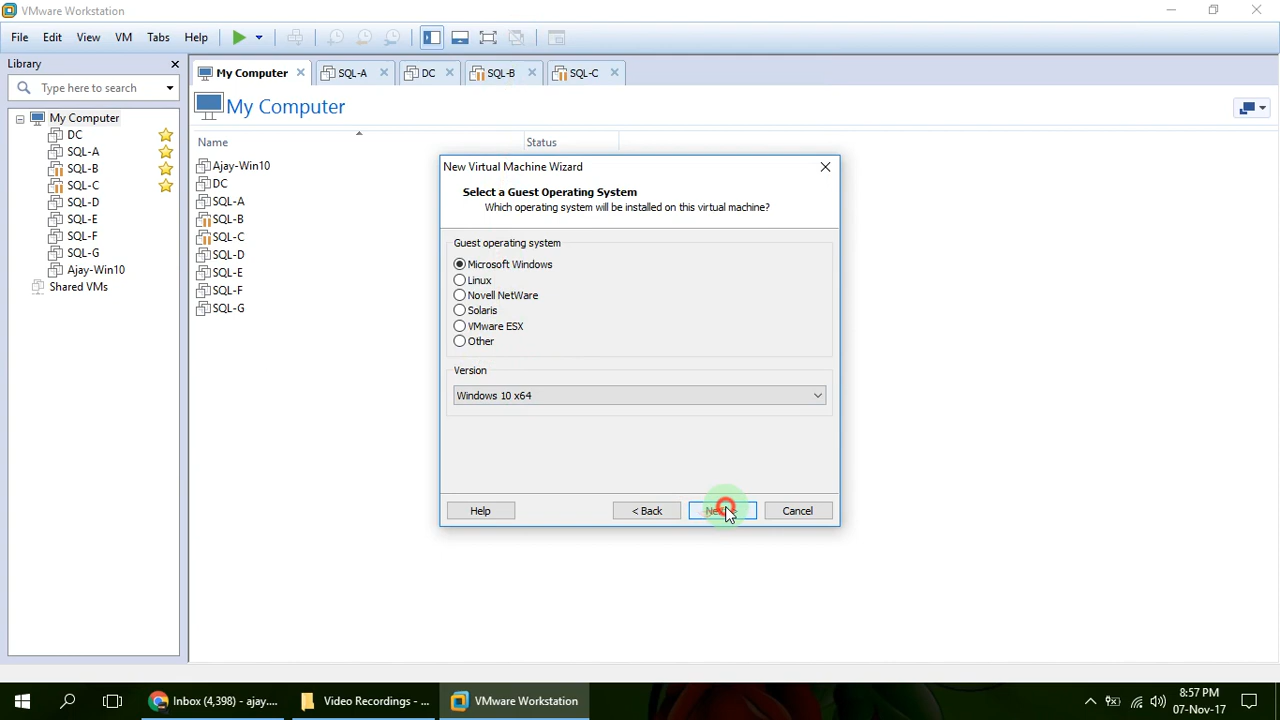 VMware Workstation
File Edit View VM Tabs Help
Library
My Computer SQL-A DC SQL-B SQL-C
Type here to search
My Computer
DC
SQL-A
SQL-B
SQL-C
SQL-D
SQL-E
SQL-F
SQL-G
Ajay-Win10
Shared VMs
My Computer
Name Status
Ajay-Win10
DC
SQL-A
SQL-B
SQL-C
SQL-D
SQL-E
SQL-F
SQL-G
New Virtual Machine Wizard
Select a Guest Operating System
Which operating system will be installed on this virtual machine?
Guest operating system
Microsoft Windows
Linux
Novell NetWare
Solaris
VMware ESX
Other
Version
Windows 10 x64
Help < Back Cancel
Inbox (4,398) - ajay.... Video Recordings - ... VMware Workstation
8:57 PM
07-Nov-17